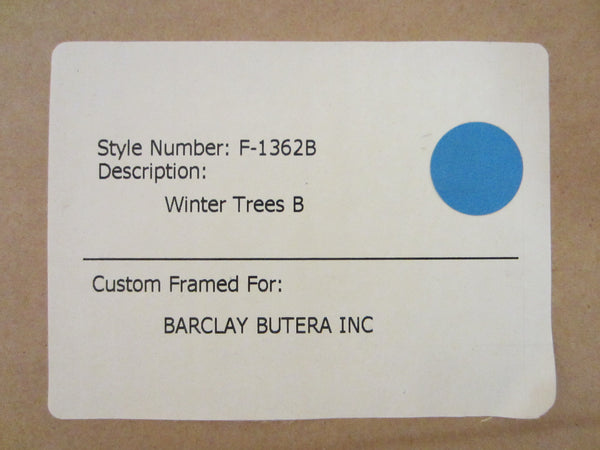 Style Number: F-1362B
Description:
Winter Trees B
Custom Framed For:
BARCLAY BUTERA INC